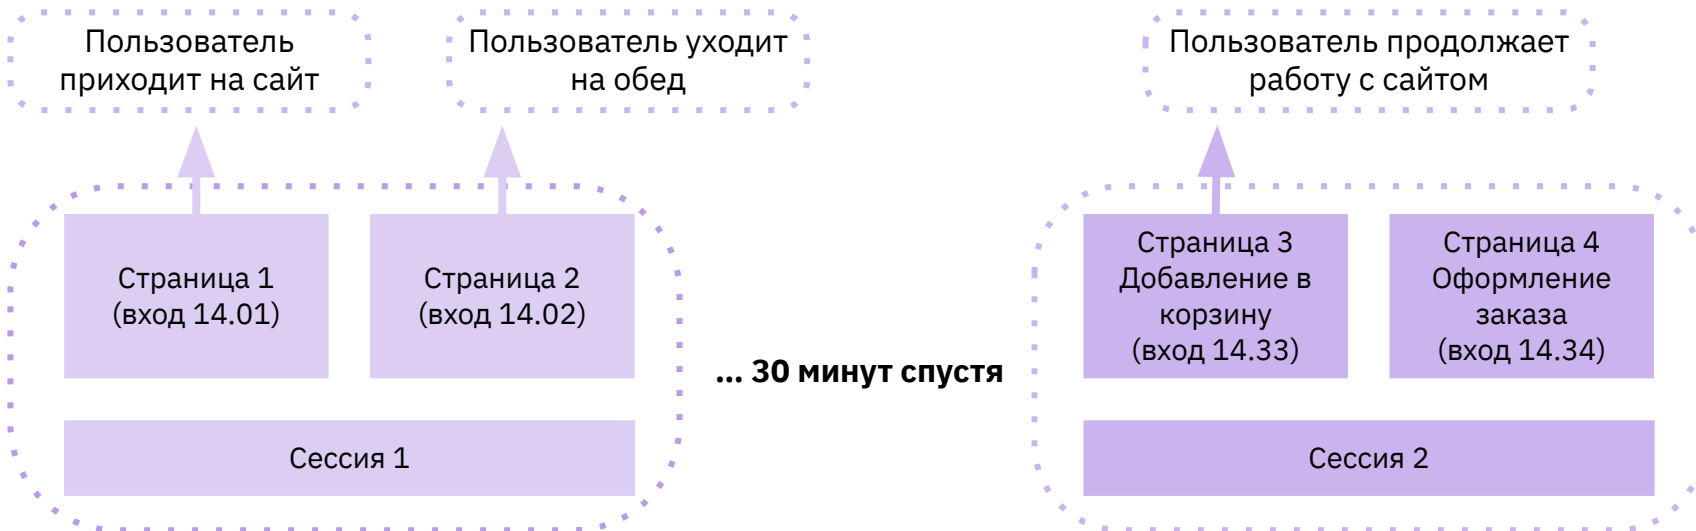 Пользователь
приходит на сайт
Пользователь уходит
на обед
Пользователь продолжает
работу с сайтом
Страница 1
(вход 14.01)
Страница 2
(вход 14.02)
... 30 минут спустя
Страница 3
Добавление в
корзину
(вход 14.33)
Страница 4
Оформление
заказа
(вход 14.34)
Сессия 1
Сессия 2